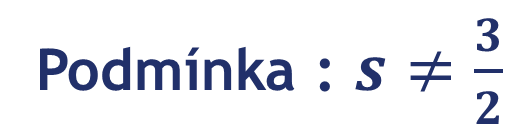 Podmínka : s ≠ 3/2